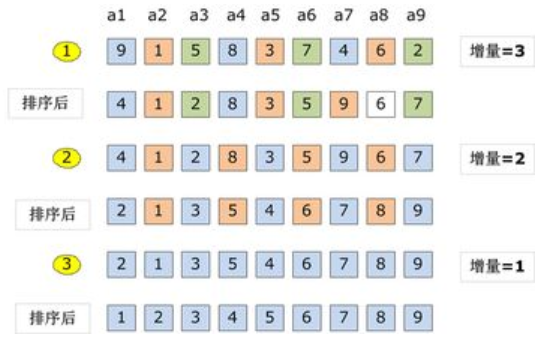 a1 a2 a3 a4 a5 a6 a7 a8 a9
1 9 1 5 8 3 7 4 6 2 增量=3
排序后 4 1 2 8 3 5 9 6 7
2 4 1 2 8 3 5 9 6 7 增量=2
排序后 2 1 3 5 4 6 7 8 9
3 2 1 3 5 4 6 7 8 9 增量=1
排序后 1 2 3 4 5 6 7 8 9